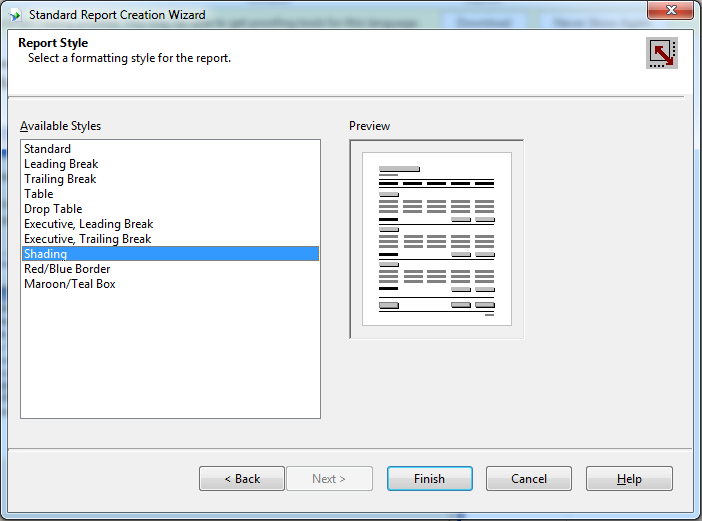 Standard Report Creation Wizard
Report Style
Select a formatting style for the report.
Available Styles
Preview
Standard
Leading Break
Trailing Break
Table
Drop Table
Executive, Leading Break
Executive, Trailing Break
Shading
Red/Blue Border
Maroon/Teal Box
< Back
Next >
Finish
Cancel
Help